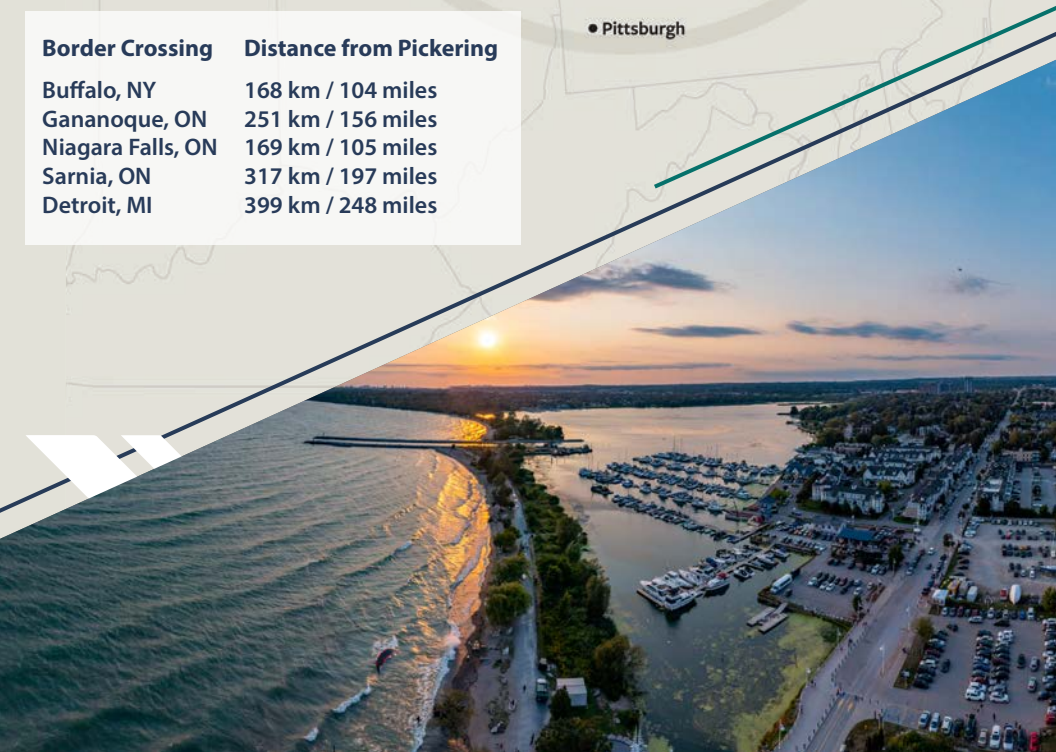 Pittsburgh
Border Crossing Distance from Pickering
Buffalo, NY 168 km / 104 miles
Gananoque, ON 251 km / 156 miles
Niagara Falls, ON 169 km / 105 miles
Sarnia, ON 317 km / 197 miles
Detroit, MI 399 km / 248 miles